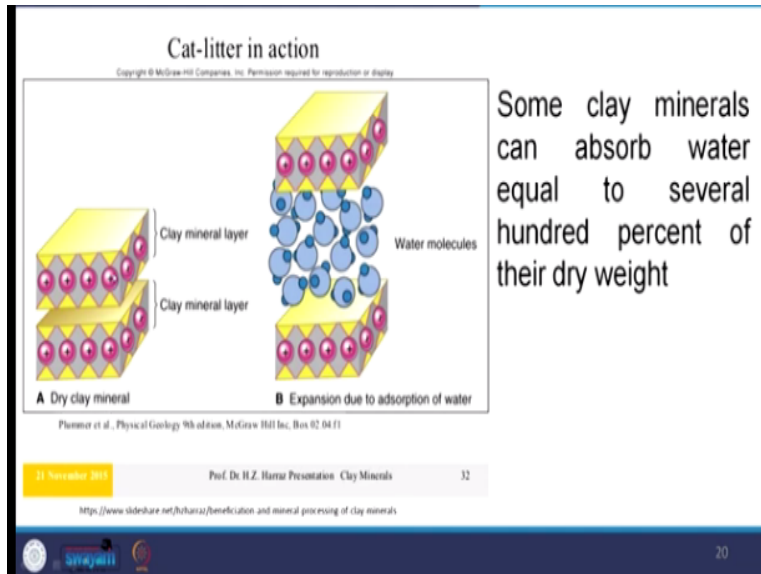 Cat-litter in action
Copyright © McGraw-Hill Companies, Inc. Permission required for reproduction or display
Some clay minerals
can absorb water
equal to several
hundred percent of
their dry weight
Clay mineral layer
Clay mineral layer
Water molecules
A Dry clay mineral
B Expansion due to adsorption of water
Plummer et al., Physical Geology 9th edition, McGraw Hill Inc, Box 02.04.f1
21 November 2015
Prof. Dr. H.Z. Harraz Presentation Clay Minerals
32
https://www.slideshare.net/hzharraz/beneficiation and mineral processing of clay minerals
swayam
20